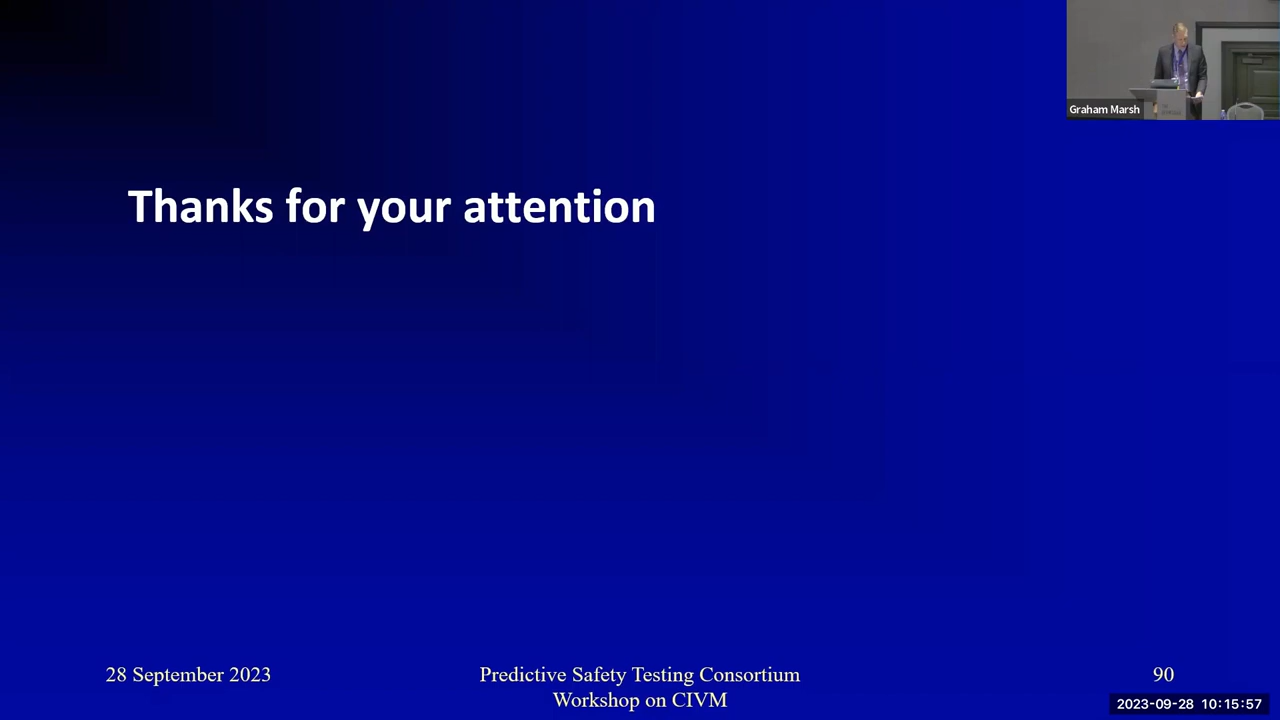 Graham Marsh
Thanks for your attention
28 September 2023
Predictive Safety Testing Consortium
Workshop on CIVM
90
2023-09-28 10:15:57